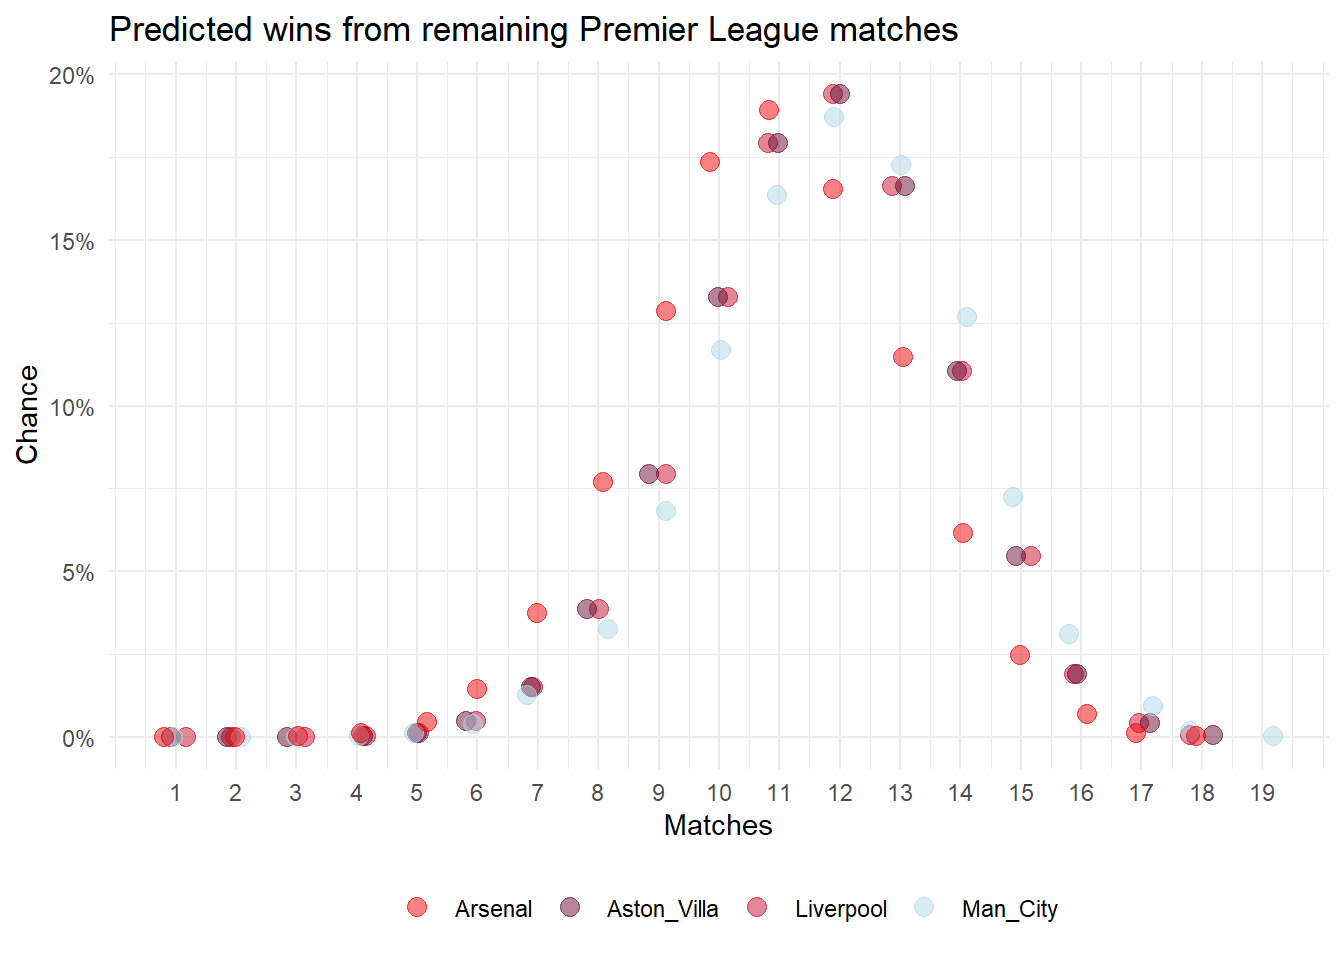 Predicted wins from remaining Premier League matches
20%
15%
10%
5%
0%
Chance
1 2 3 4 5 6 7 8 9 10 11 12 13 14 15 16 17 18 19
Matches
Arsenal Aston_Villa Liverpool Man_City